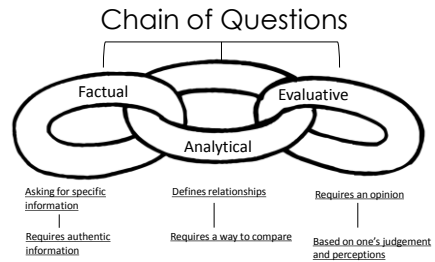 Chain of Questions
Factual
Evaluative
Analytical
Asking for specific
information
Requires authentic
information
Defines relationships
Requires a way to compare
Requires an opinion
Based on one's judgement
and perceptions